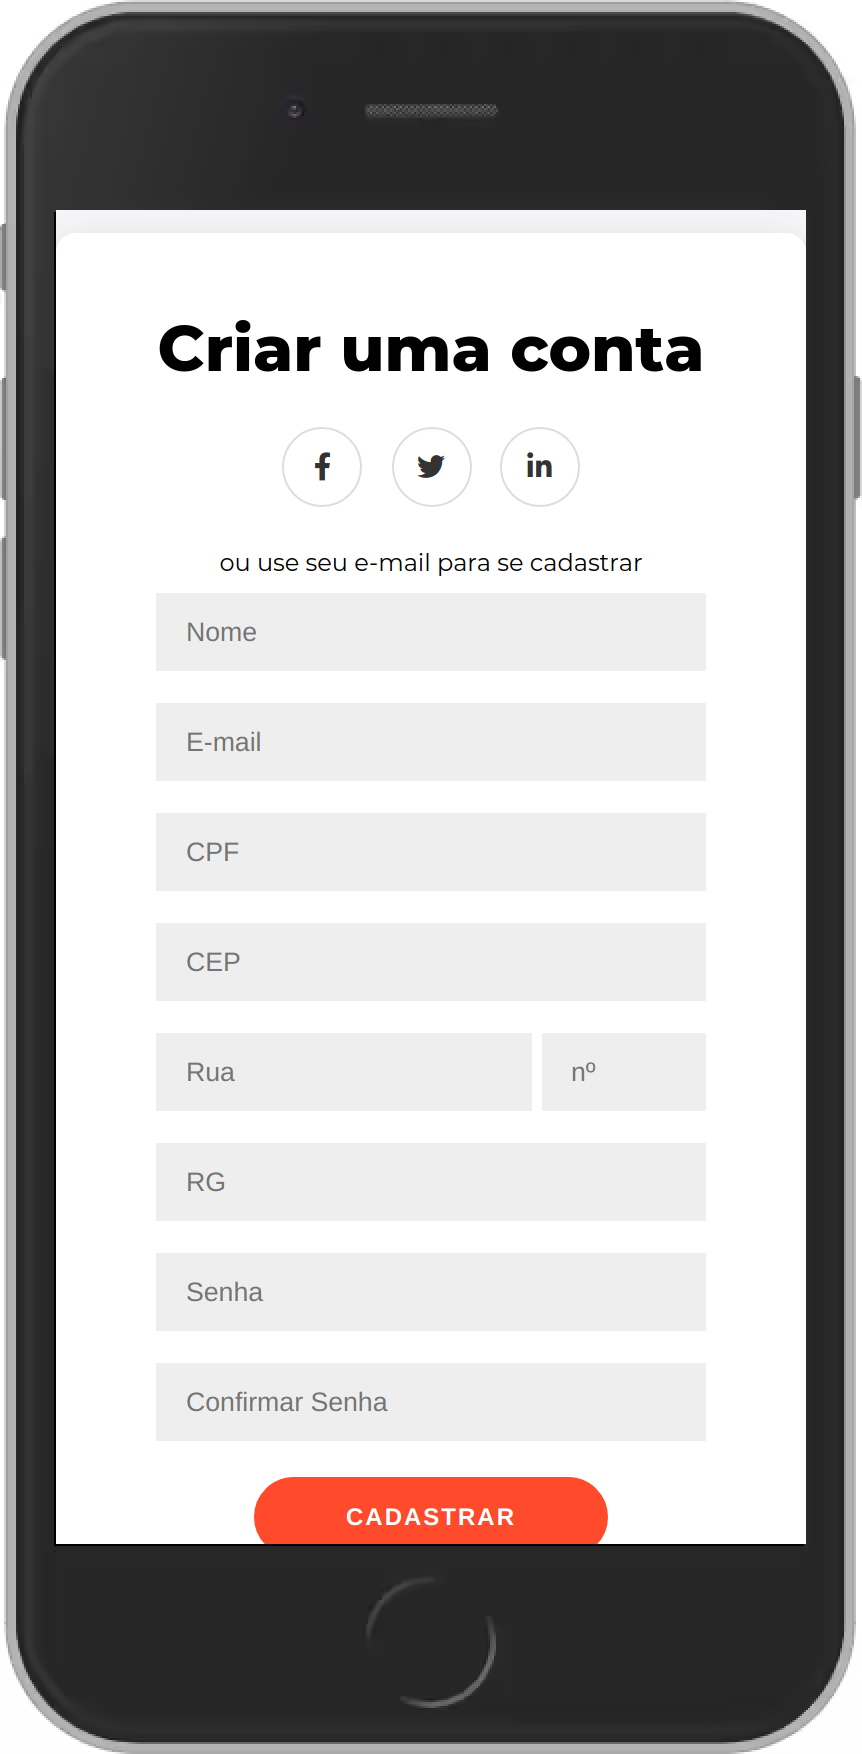 Criar uma conta
ou use seu e-mail para se cadastrar
Nome
E-mail
CPF
CEP
Rua nº
RG
Senha
Confirmar Senha
CADASTRAR